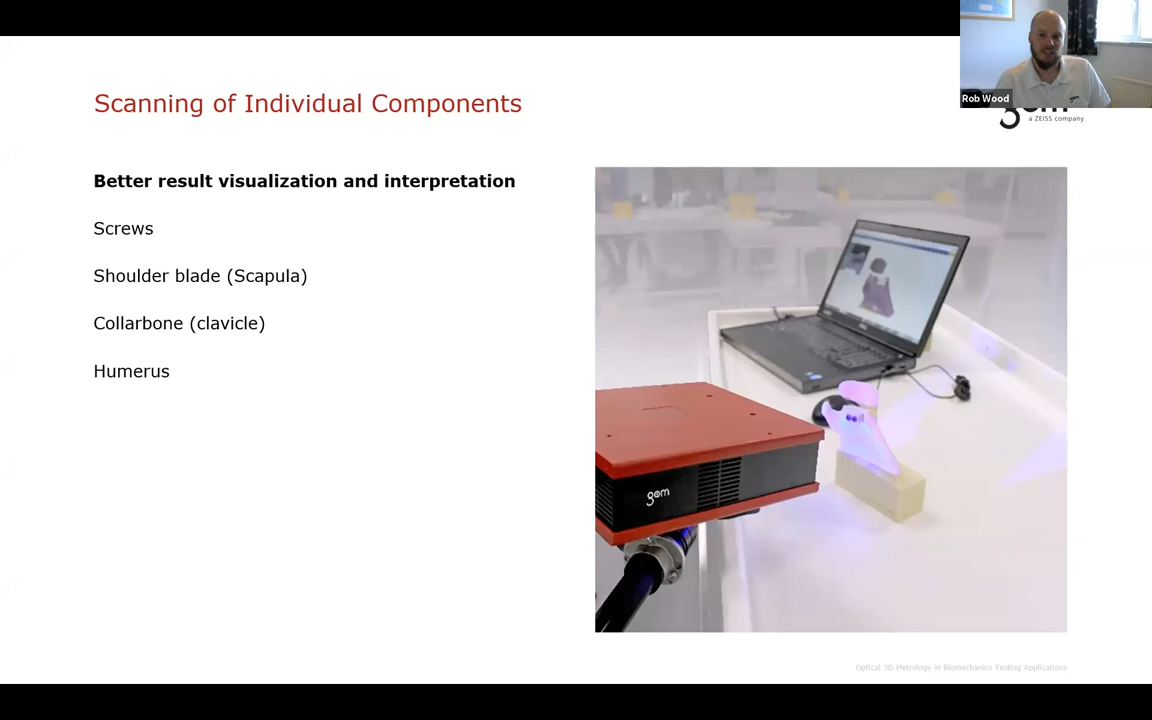 Rob Wood
Scanning of Individual Components
gom
a ZEISS company
Better result visualization and interpretation
Screws
Shoulder blade (Scapula)
Collarbone (clavicle)
Humerus
gom
Optical 3D Metrology in Biomechanics Testing Applications